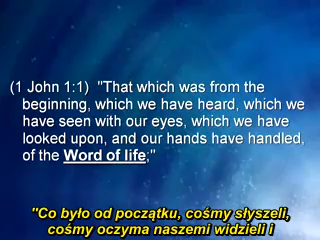 (1 John 1:1)  "That which was from the
beginning, which we have heard, which we
have seen with our eyes, which we have
looked upon, and our hands have handled,
of the Word of life;"
"Co było od początku, cośmy słyszeli,
cośmy oczyma naszemi widzieli i